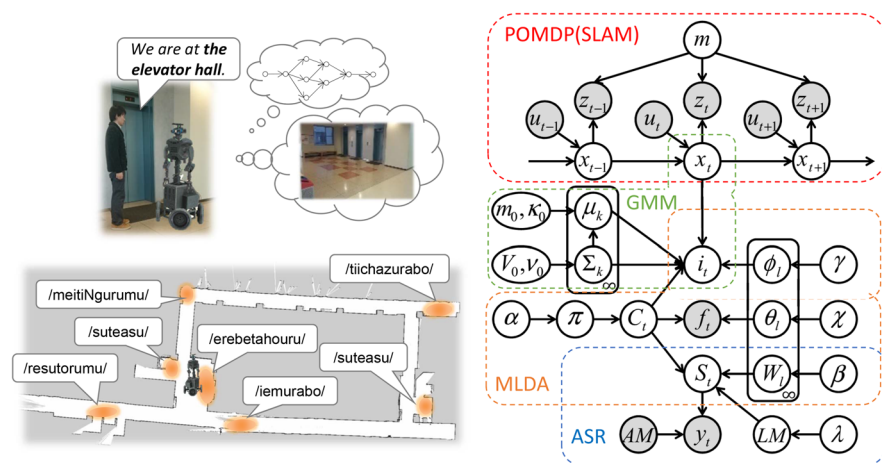 We are at the
elevator hall.
/tiichazurabo/
/meitiNgurumu/
/suteasu/
/erebetahouru/
/suteasu/
/resutorumu/
/iemurabo/
POMDP(SLAM)
m
z_{t-1}
z_t
z_{t+1}
u_{t-1}
u_t
u_{t+1}
x_{t-1}
x_t
x_{t+1}
GMM
m_0, κ_0
μ_k
V_0, ν_0
Σ_k
∞
i_t
ϕ_l
γ
α
π
C_t
f_t
θ_l
χ
MLDA
S_t
W_l
∞
β
ASR
AM
y_t
LM
λ